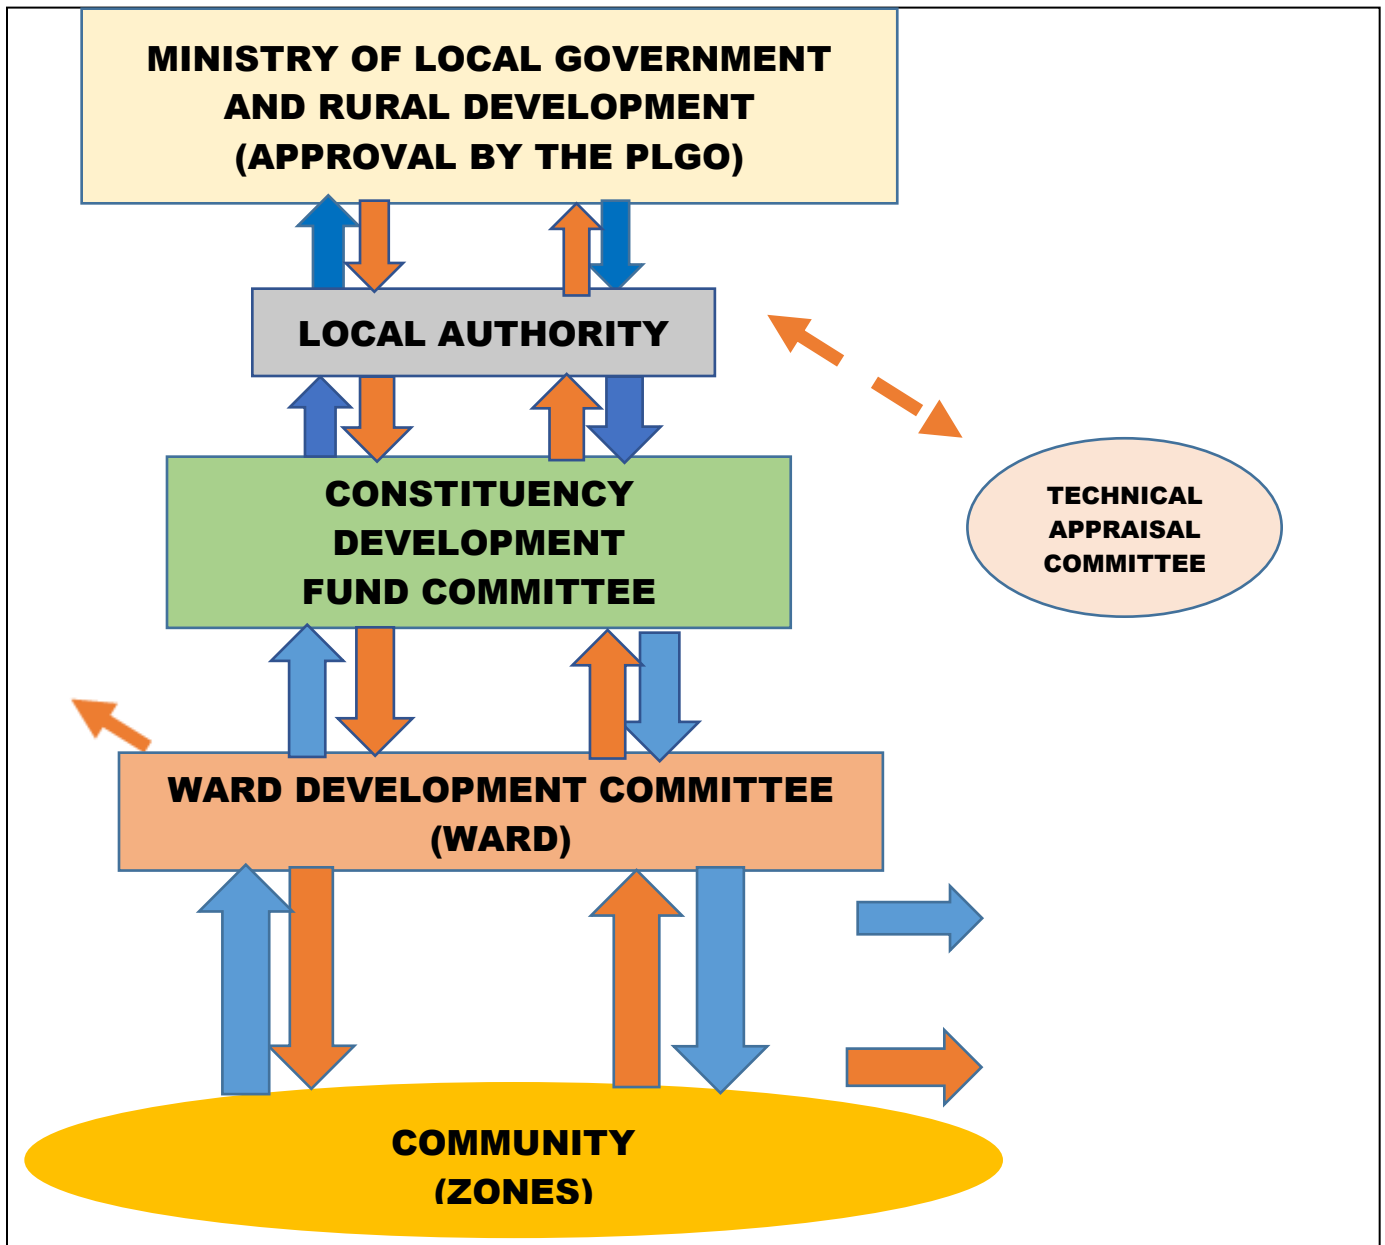 MINISTRY OF LOCAL GOVERNMENT
AND RURAL DEVELOPMENT
(APPROVAL BY THE PLGO)
LOCAL AUTHORITY
CONSTITUENCY
DEVELOPMENT
FUND COMMITTEE
TECHNICAL
APPRAISAL
COMMITTEE
WARD DEVELOPMENT COMMITTEE
(WARD)
COMMUNITY
(ZONES)